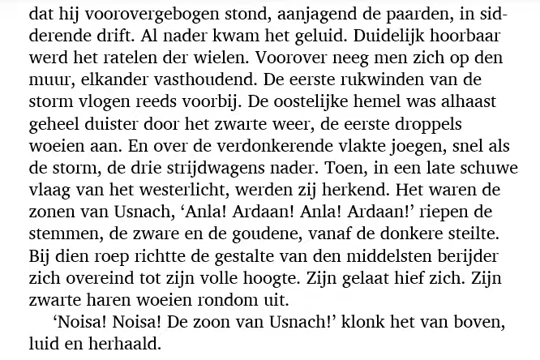 dat hij voorovergebogen stond, aanjagend de paarden, in sid-
derende drift. Al nader kwam het geluid. Duidelijk hoorbaar
werd het ratelen der wielen. Voorover neeg men zich op den
muur, elkander vasthoudend. De eerste rukwinden van de
storm vlogen reeds voorbij. De oostelijke hemel was alhaast
geheel duister door het zwarte weer, de eerste droppels
woeien aan. En over de verdonkerende vlakte joegen, snel als
de storm, de drie strijdwagens nader. Toen, in een late schuwe
vlaag van het westerlicht, werden zij herkend. Het waren de
zonen van Usnach, ‘Anla! Ardaan! Anla! Ardaan!’ riepen de
stemmen, de zware en de goudene, vanaf de donkere steilte.
Bij dien roep richtte de gestalte van den middelsten berijder
zich overeind tot zijn volle hoogte. Zijn gelaat hief zich. Zijn
zwarte haren woeien rondom uit.
‘Noisa! Noisa! De zoon van Usnach!’ klonk het van boven,
luid en herhaald.